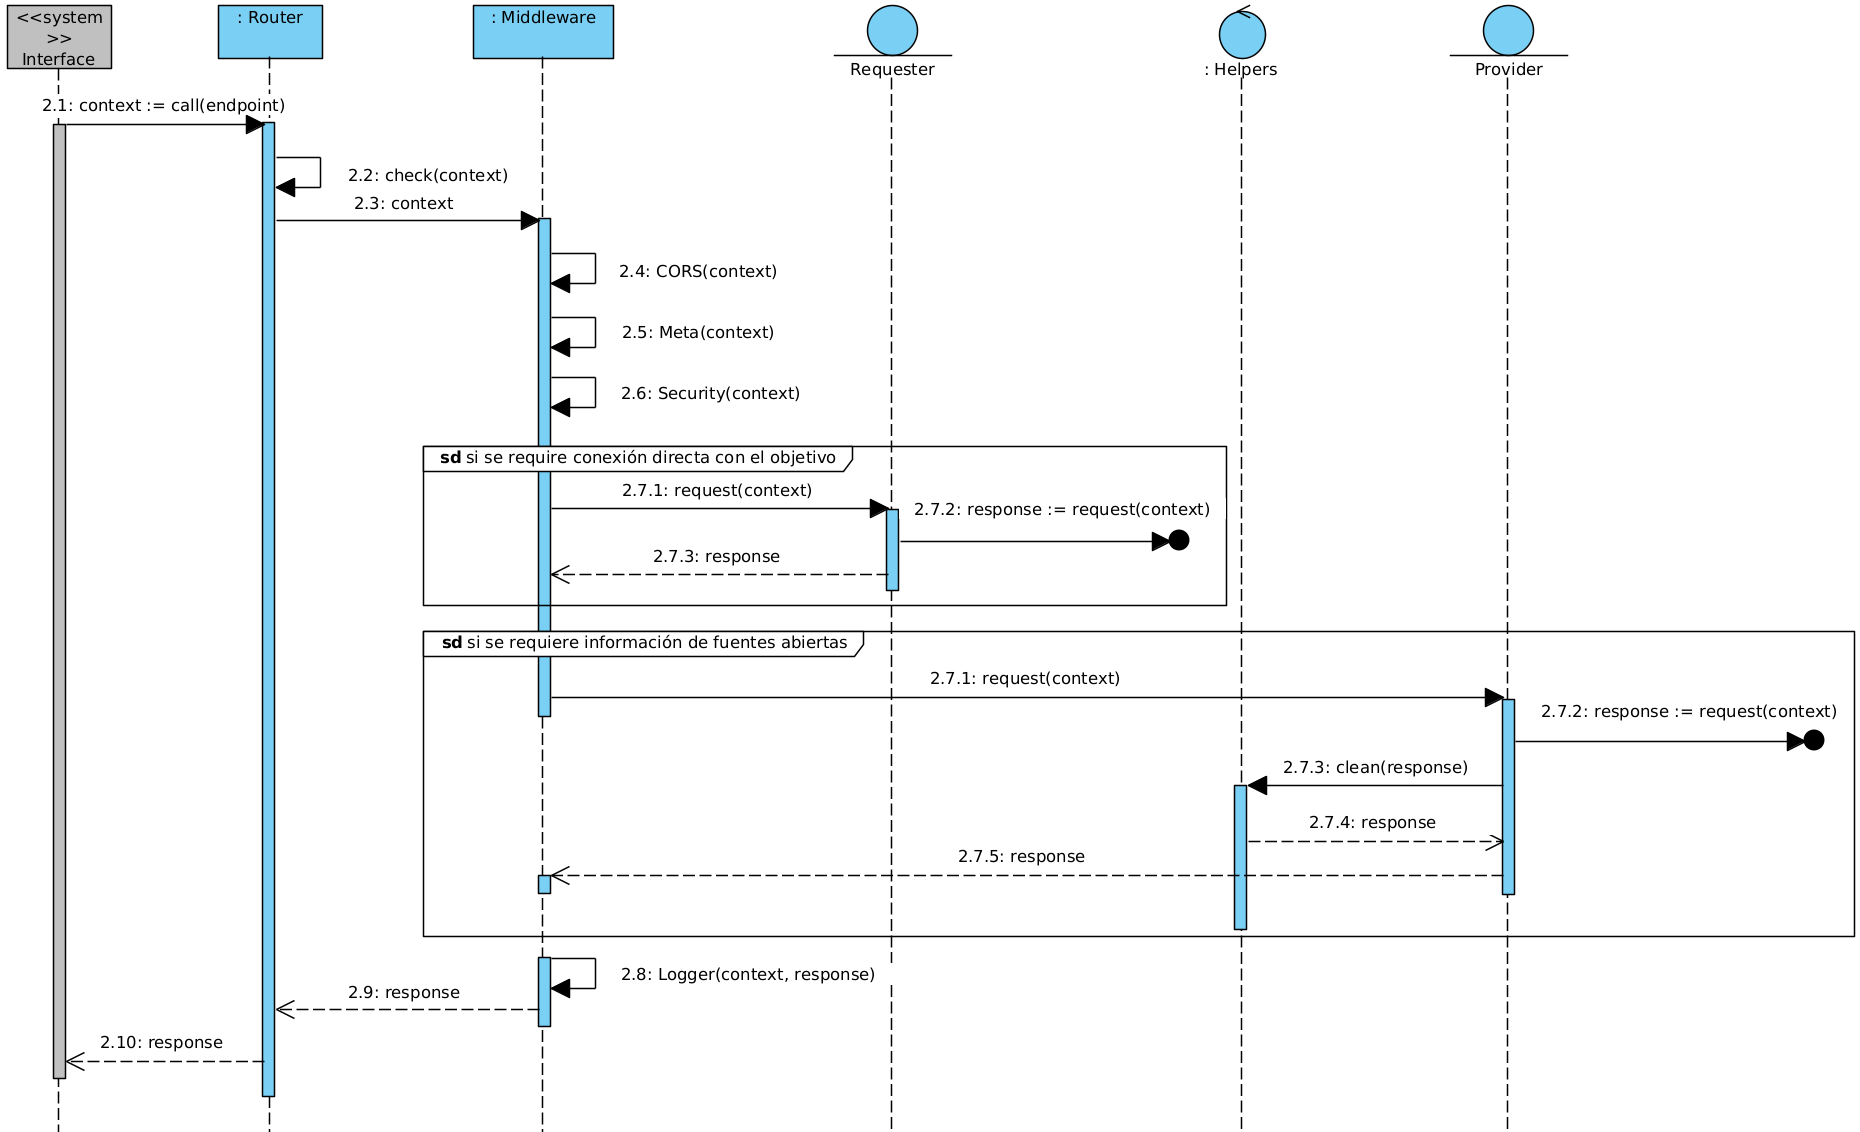 <<system
>>
Interface
: Router
: Middleware
Requester
: Helpers
Provider
2.1: context := call(endpoint)
2.2: check(context)
2.3: context
2.4: CORS(context)
2.5: Meta(context)
2.6: Security(context)
sd si se require conexión directa con el objetivo
2.7.1: request(context)
2.7.2: response := request(context)
2.7.3: response
sd si se requiere información de fuentes abiertas
2.7.1: request(context)
2.7.2: response := request(context)
2.7.3: clean(response)
2.7.4: response
2.7.5: response
2.8: Logger(context, response)
2.9: response
2.10: response